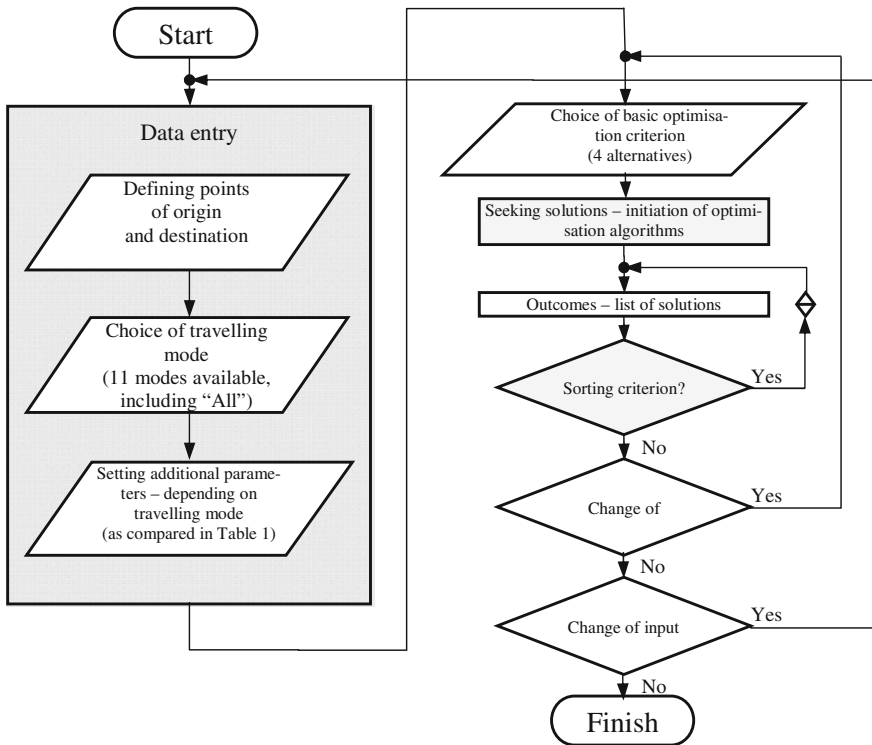 Start
Data entry
Defining points
of origin
and destination
Choice of travelling
mode
(11 modes available,
including “All”)
Setting additional parame-
ters – depending on
travelling mode
(as compared in Table 1)
Choice of basic optimisa-
tion criterion
(4 alternatives)
Seeking solutions – initiation of optimi-
sation algorithms
Outcomes – list of solutions
Sorting criterion?
Yes
No
Change of
Yes
No
Change of input
Yes
No
Finish